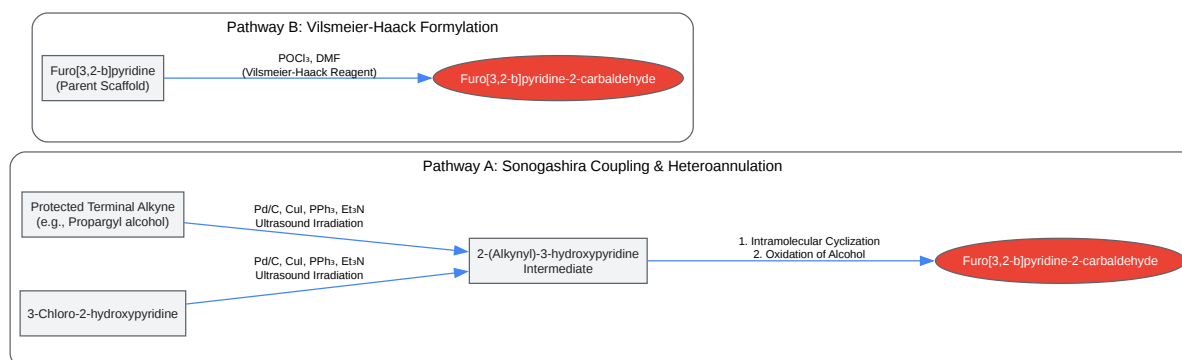 Pathway B: Vilsmeier-Haack Formylation
Furo[3,2-b]pyridine
(Parent Scaffold)
POCl₃, DMF
(Vilsmeier-Haack Reagent)
Furo[3,2-b]pyridine-2-carbaldehyde
Pathway A: Sonogashira Coupling & Heteroannulation
Protected Terminal Alkyne
(e.g., Propargyl alcohol)
Pd/C, CuI, PPh₃, Et₃N
Ultrasound Irradiation
Pd/C, CuI, PPh₃, Et₃N
Ultrasound Irradiation
3-Chloro-2-hydroxypyridine
2-(Alkynyl)-3-hydroxypyridine
Intermediate
1. Intramolecular Cyclization
2. Oxidation of Alcohol
Furo[3,2-b]pyridine-2-carbaldehyde